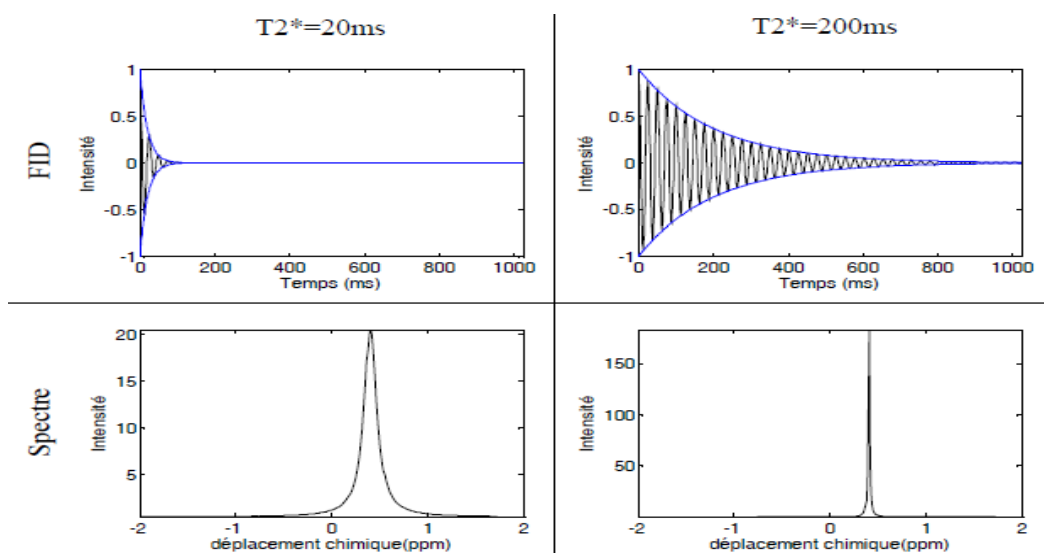 T2*=20ms
T2*=200ms
FID
Intensité
1
0.5
0
-0.5
-1
0 200 400 600 800 1000
Temps (ms)
Intensité
1
0.5
0
-0.5
-1
0 200 400 600 800 1000
Temps (ms)
Spectre
Intensité
20
15
10
5
-2 -1 0 1 2
déplacement chimique(ppm)
Intensité
150
100
50
-2 -1 0 1 2
déplacement chimique(ppm)